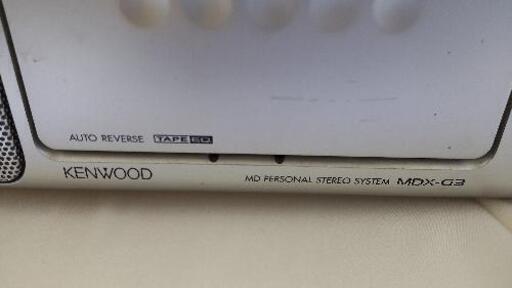 AUTO REVERSE TAPE EQ
KENWOOD
MD PERSONAL STEREO SYSTEM MDX-G3